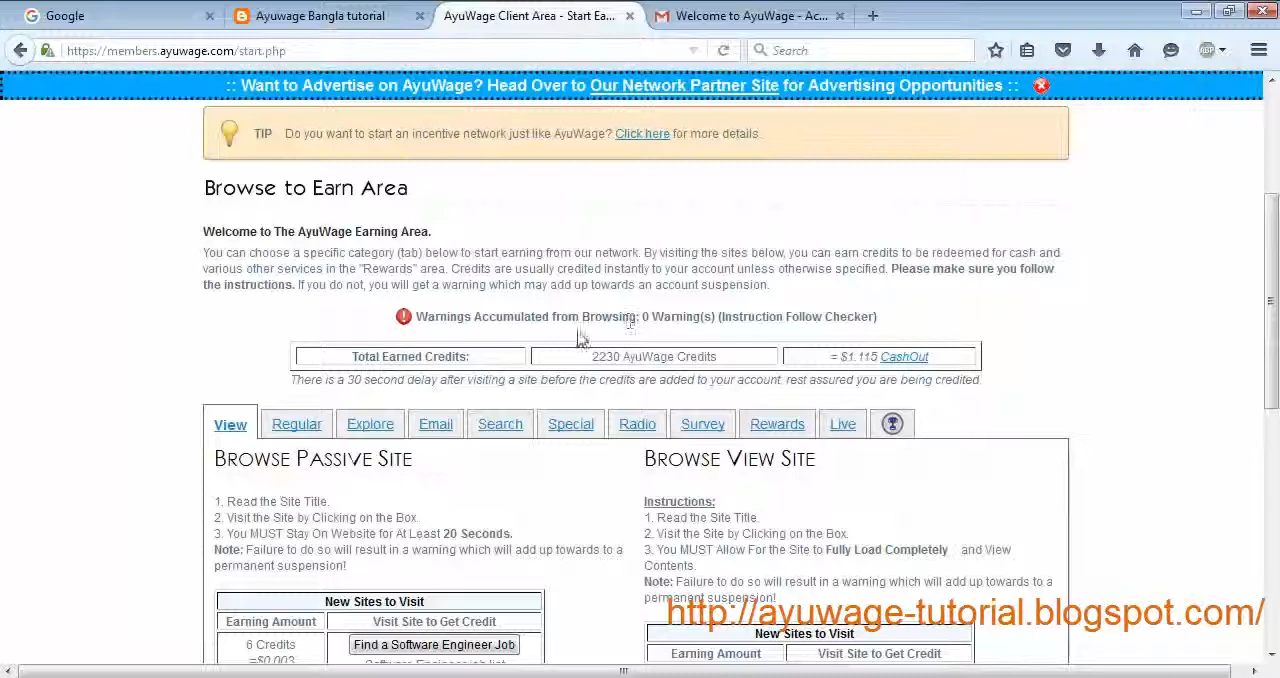 Google
Ayuwage Bangla tutorial
AyuWage Client Area - Start Ea...
Welcome to AyuWage - Ac...
https://members.ayuwage.com/start.php
Search
ABP
:: Want to Advertise on AyuWage? Head Over to Our Network Partner Site for Advertising Opportunities ::
TIP Do you want to start an incentive network just like AyuWage? Click here for more details.
Browse to Earn Area
Welcome to The AyuWage Earning Area.
You can choose a specific category (tab) below to start earning from our network. By visiting the sites below, you can earn credits to be redeemed for cash and
various other services in the "Rewards" area. Credits are usually credited instantly to your account unless otherwise specified. Please make sure you follow
the instructions. If you do not, you will get a warning which may add up towards an account suspension.
Warnings Accumulated from Browsing: 0 Warning(s) (Instruction Follow Checker)
Total Earned Credits: 2230 AyuWage Credits = $1.115 CashOut
There is a 30 second delay after visiting a site before the credits are added to your account. rest assured you are being credited.
View Regular Explore Email Search Special Radio Survey Rewards Live
Browse Passive Site
1. Read the Site Title.
2. Visit the Site by Clicking on the Box.
3. You MUST Stay On Website for At Least 20 Seconds.
Note: Failure to do so will result in a warning which will add up towards to a
permanent suspension!
New Sites to Visit
Earning Amount Visit Site to Get Credit
6 Credits Find a Software Engineer Job
=$0.003 Software Engineer job list
Browse View Site
Instructions:
1. Read the Site Title.
2. Visit the Site by Clicking on the Box.
3. You MUST Allow For the Site to Fully Load Completely and View
Contents.
Note: Failure to do so will result in a warning which will add up towards to a
permanent suspension!
http://ayuwage-tutorial.blogspot.com/
New Sites to Visit
Earning Amount Visit Site to Get Credit